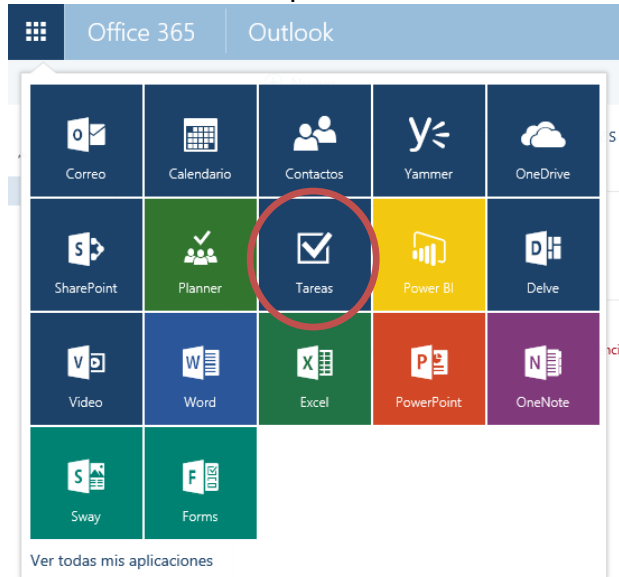 Office 365 Outlook
Correo Calendario Contactos Yammer OneDrive
SharePoint Planner Tareas Power BI Delve
Video Word Excel PowerPoint OneNote
Sway Forms
Ver todas mis aplicaciones